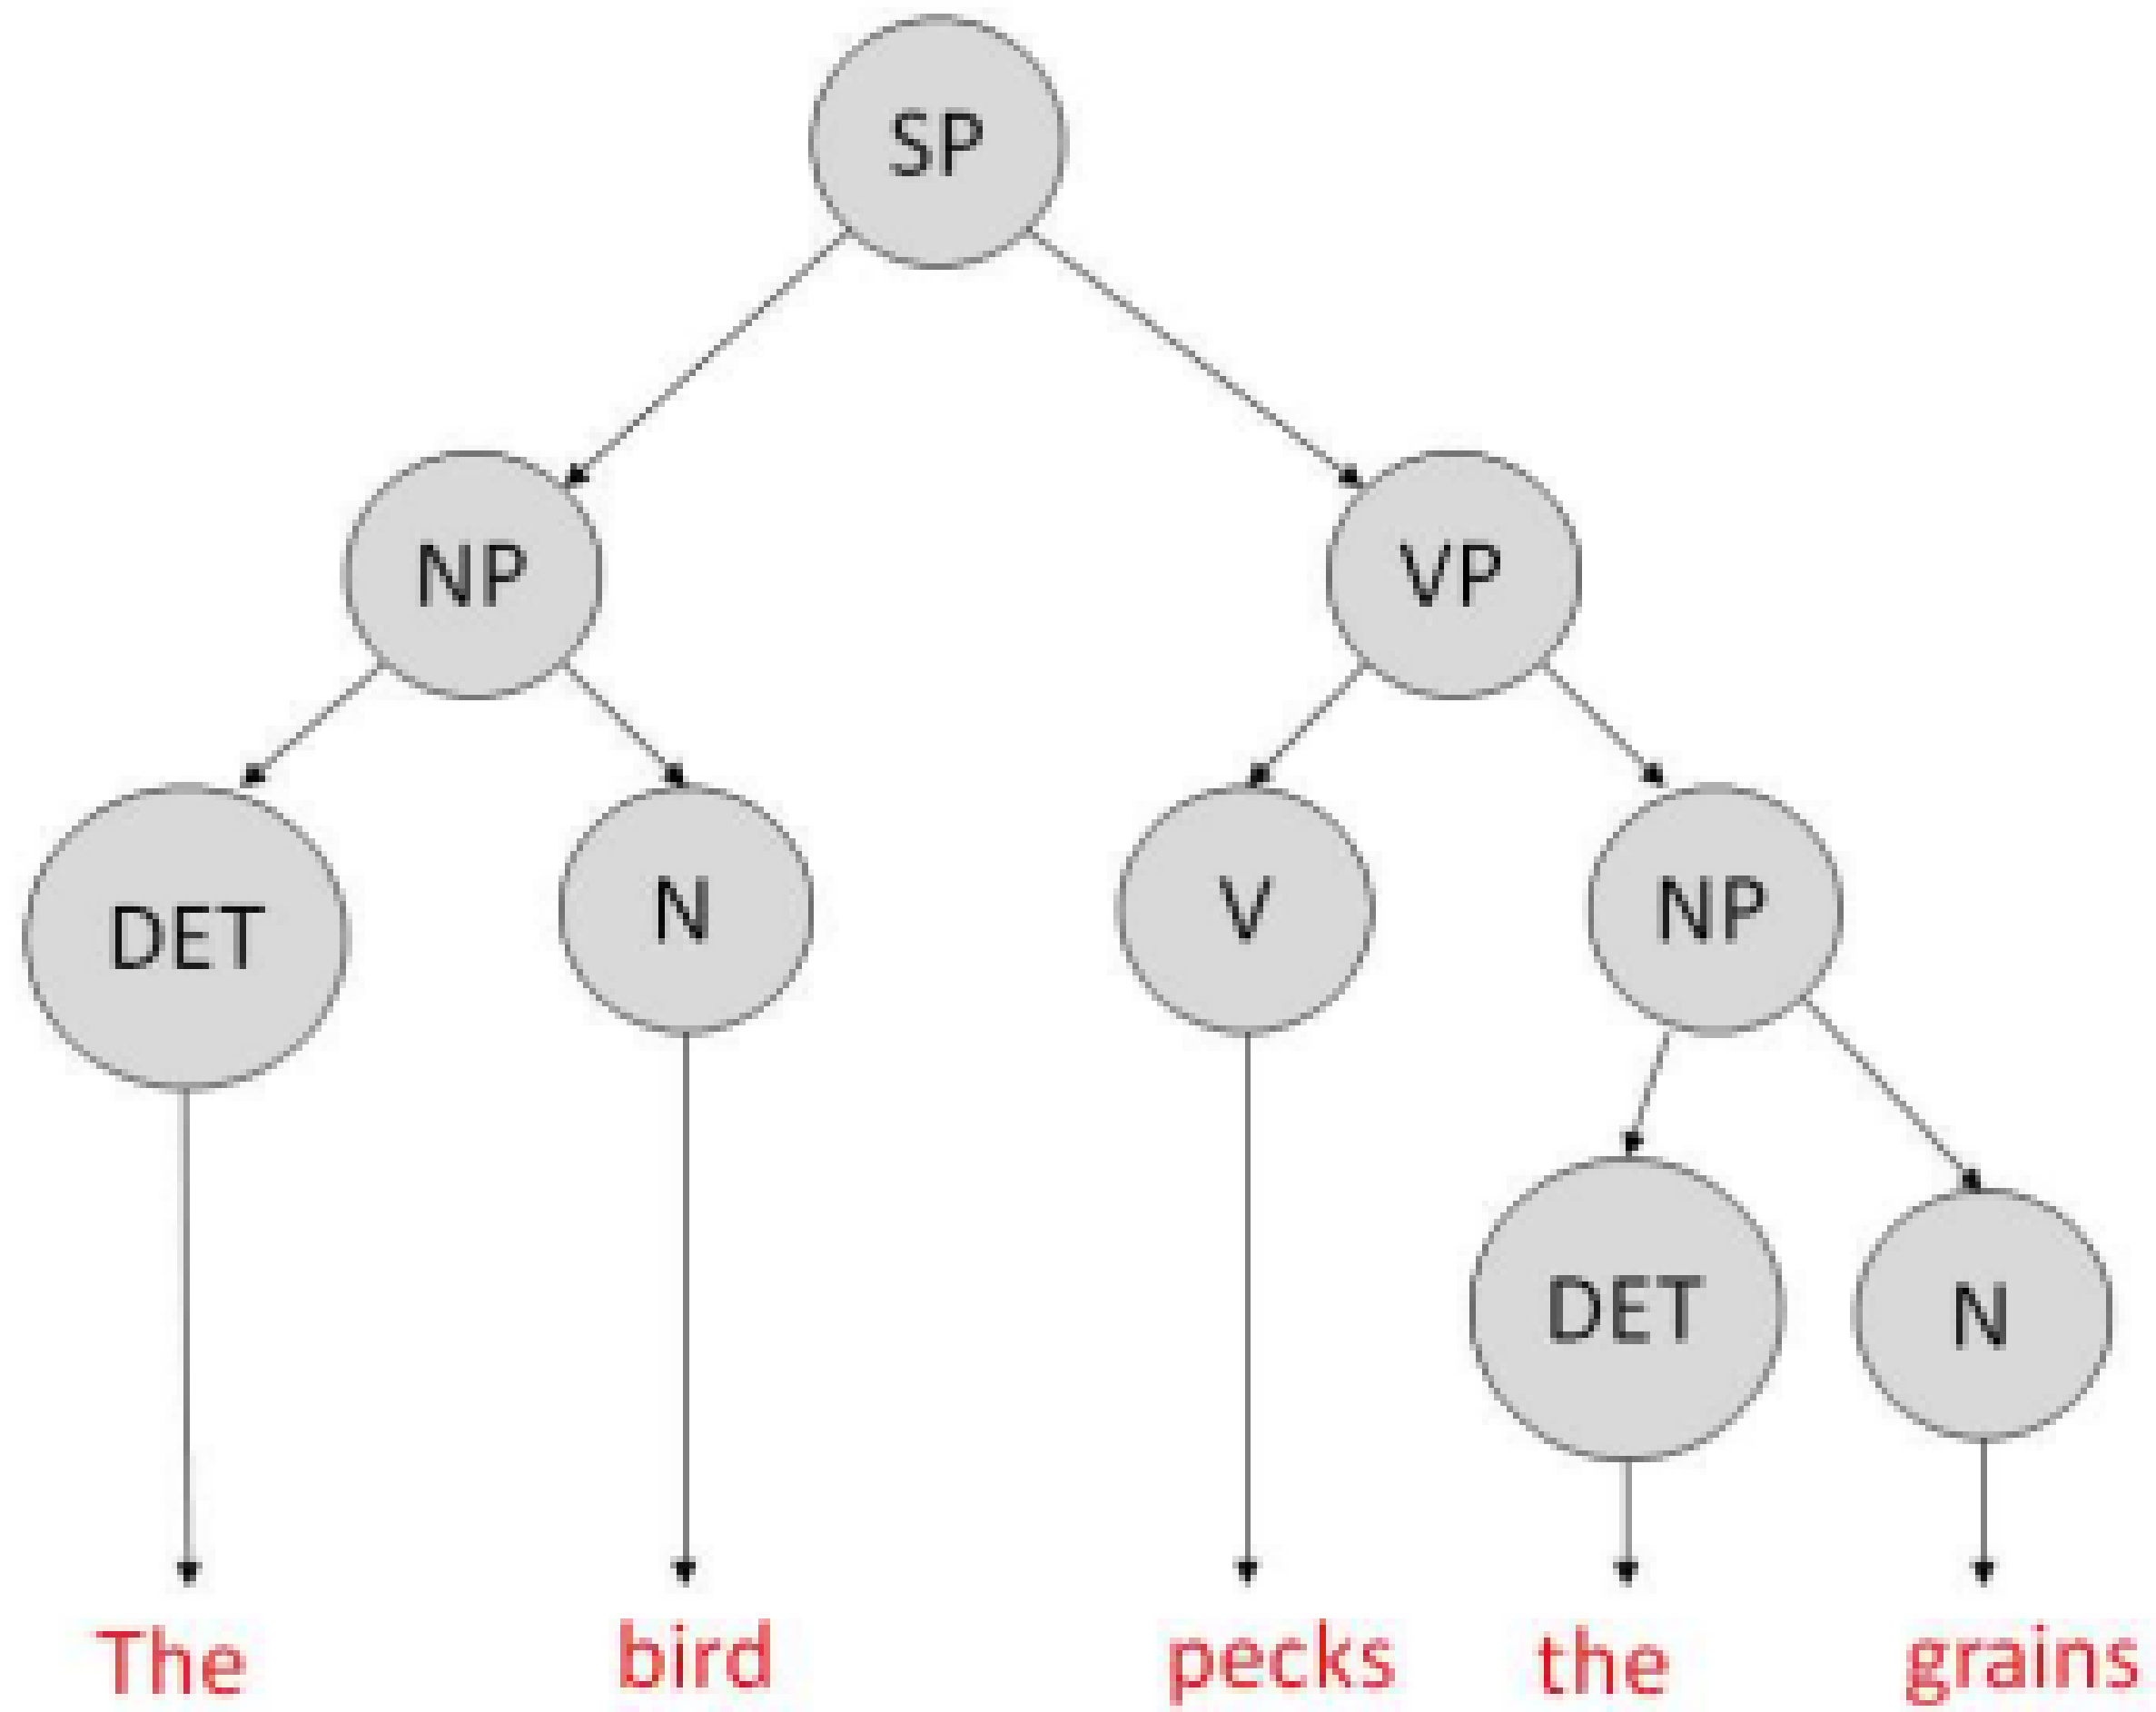 SP
NP VP
DET N V NP
DET N
The bird pecks the grains